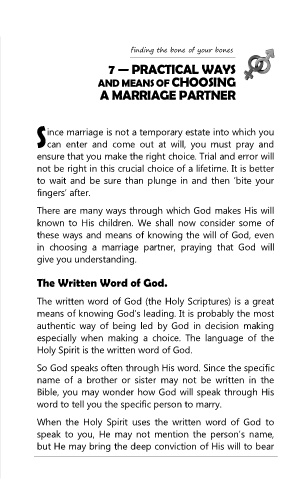 finding the bone of your bones
7 — PRACTICAL WAYS
AND MEANS OF CHOOSING
A MARRIAGE PARTNER
Since marriage is not a temporary estate into which you
can enter and come out at will, you must pray and
ensure that you make the right choice. Trial and error will
not be right in this crucial choice of a lifetime. It is better
to wait and be sure than plunge in and then ‘bite your
fingers’ after.
There are many ways through which God makes His will
known to His children. We shall now consider some of
these ways and means of knowing the will of God, even
in choosing a marriage partner, praying that God will
give you understanding.
The Written Word of God.
The written word of God (the Holy Scriptures) is a great
means of knowing God’s leading. It is probably the most
authentic way of being led by God in decision making
especially when making a choice. The language of the
Holy Spirit is the written word of God.
So God speaks often through His word. Since the specific
name of a brother or sister may not be written in the
Bible, you may wonder how God will speak through His
word to tell you the specific person to marry.
When the Holy Spirit uses the written word of God to
speak to you, He may not mention the person’s name,
but He may bring the deep conviction of His will to bear